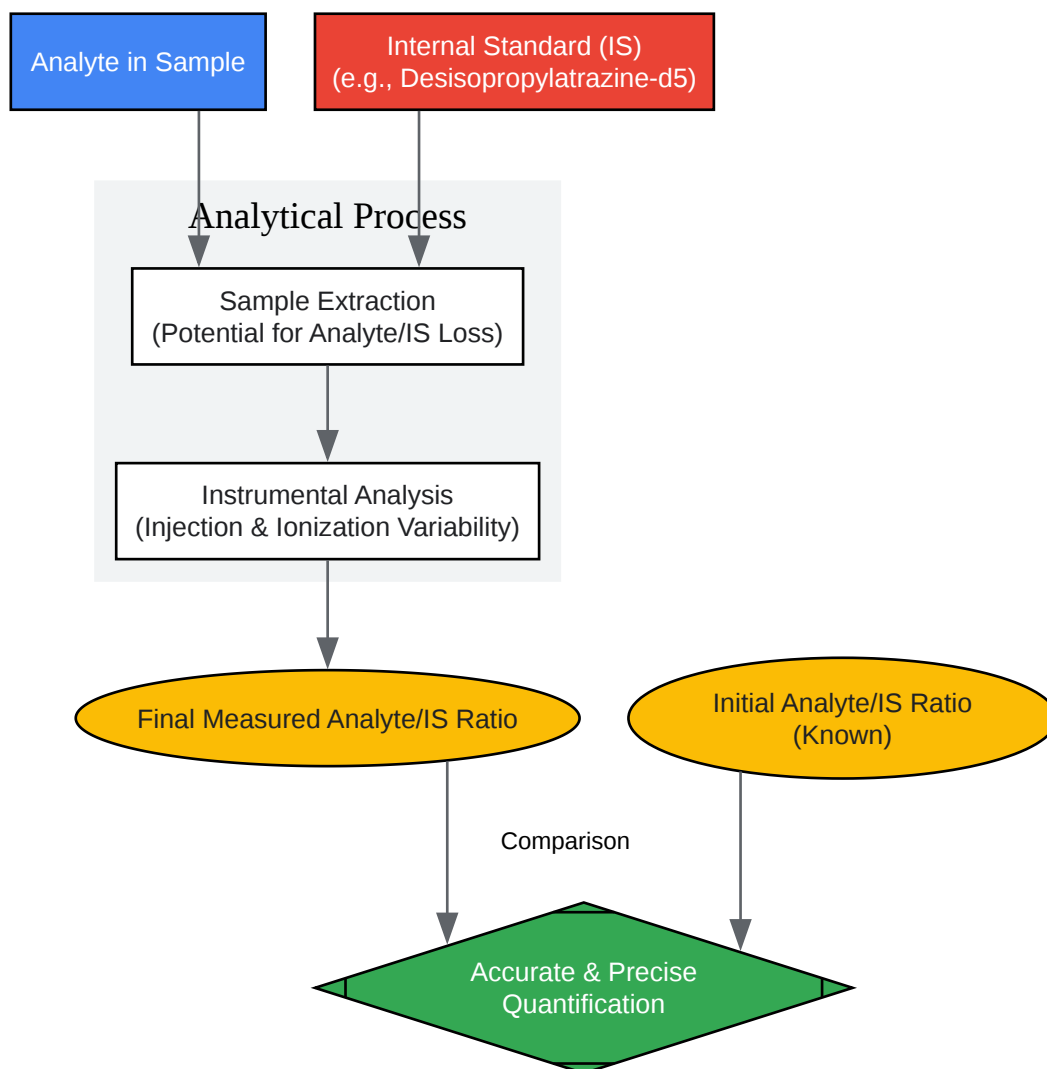 Analyte in Sample
Internal Standard (IS)
(e.g., Desisopropylatrazine-d5)
Analytical Process
Sample Extraction
(Potential for Analyte/IS Loss)
Instrumental Analysis
(Injection & Ionization Variability)
Final Measured Analyte/IS Ratio
Initial Analyte/IS Ratio
(Known)
Comparison
Accurate & Precise
Quantification